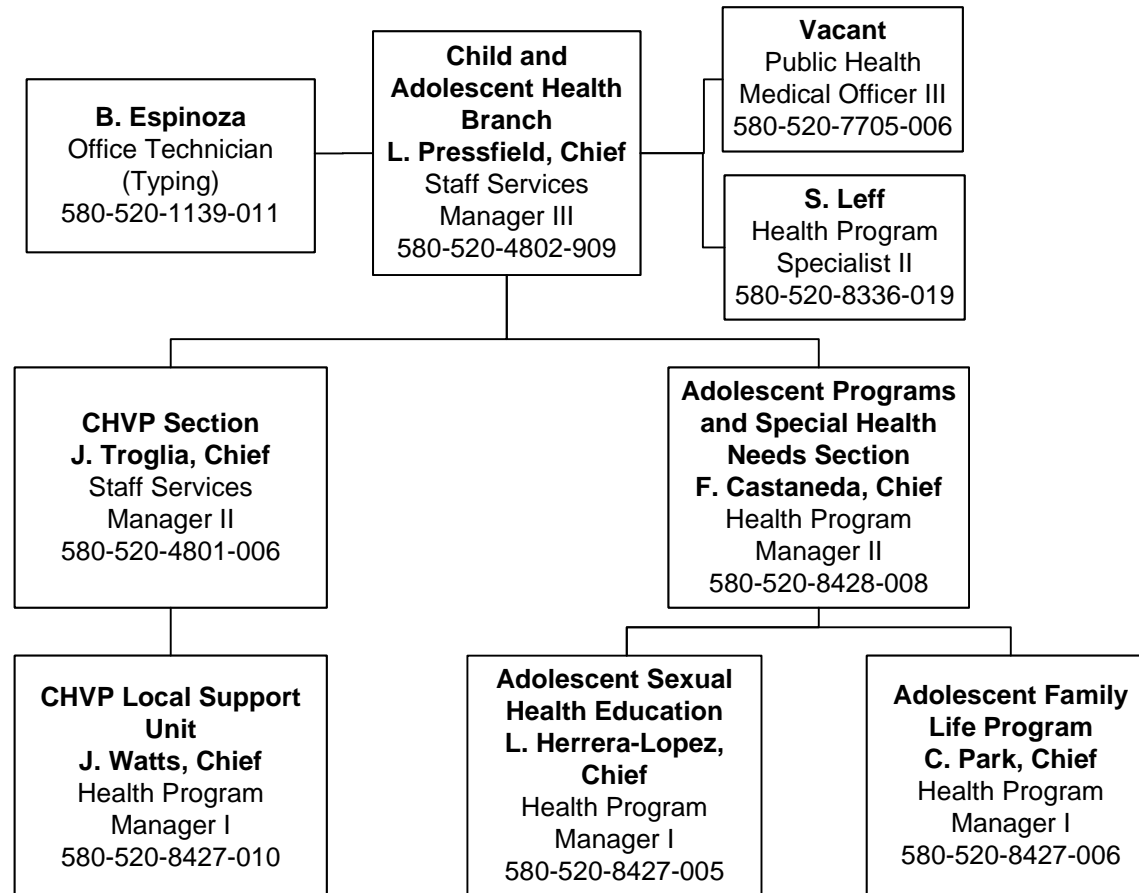 B. Espinoza
Office Technician
(Typing)
580-520-1139-011
Child and
Adolescent Health
Branch
L. Pressfield, Chief
Staff Services
Manager III
580-520-4802-909
Vacant
Public Health
Medical Officer III
580-520-7705-006
S. Leff
Health Program
Specialist II
580-520-8336-019
CHVP Section
J. Troglia, Chief
Staff Services
Manager II
580-520-4801-006
Adolescent Programs
and Special Health
Needs Section
F. Castaneda, Chief
Health Program
Manager II
580-520-8428-008
CHVP Local Support
Unit
J. Watts, Chief
Health Program
Manager I
580-520-8427-010
Adolescent Sexual
Health Education
L. Herrera-Lopez,
Chief
Health Program
Manager I
580-520-8427-005
Adolescent Family
Life Program
C. Park, Chief
Health Program
Manager I
580-520-8427-006